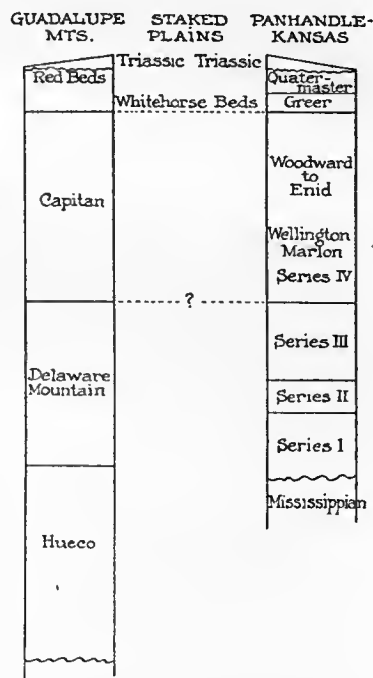 GUADALUPE MTS.
STAKED PLAINS
PANHANDLE-KANSAS
Triassic Triassic
Red Beds
Quater-
master
Whitehorse Beds
Greer
Capitan
Woodward
to
Enid
Wellington
Marion
Series IV
?
Series III
Delaware
Mountain
Series II
Series I
Mississippian
Hueco